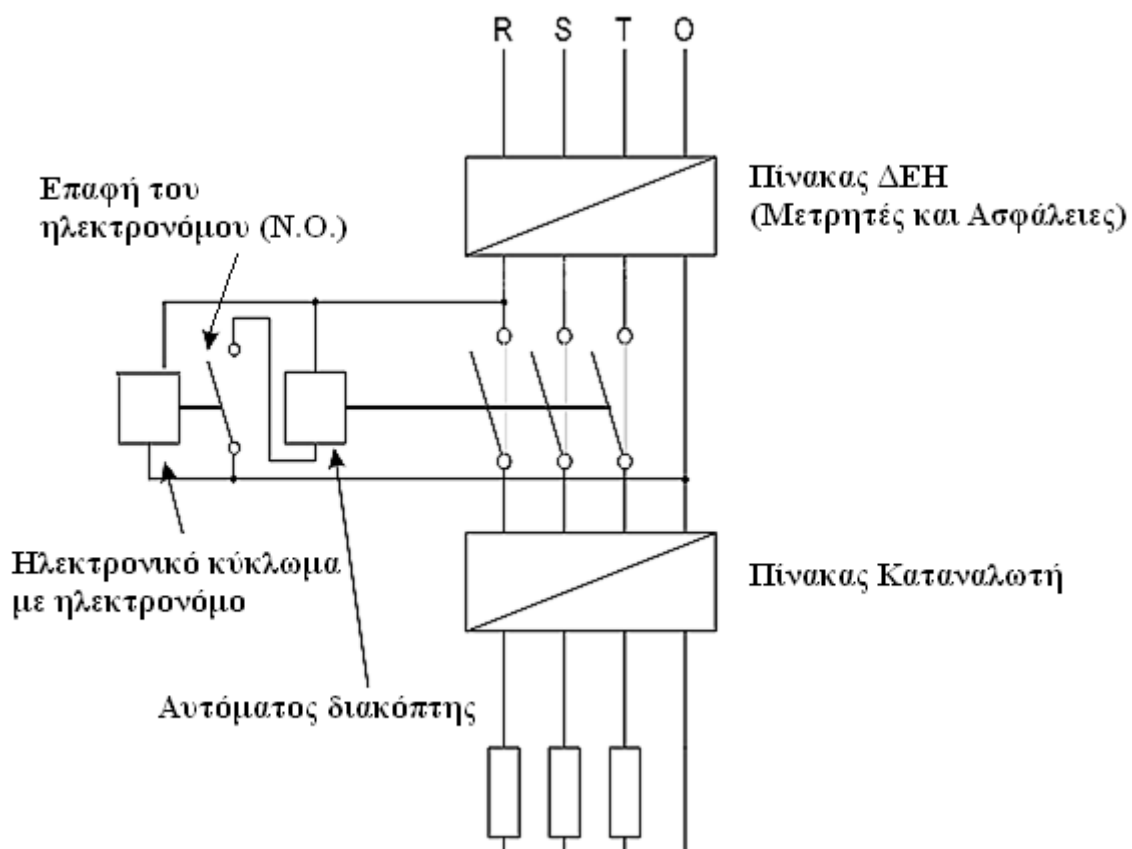 R S T O
Πίνακας ΔΕΗ
(Μετρητές και Ασφάλειες)
Επαφή του
ηλεκτρονόμου (N.O.)
Ηλεκτρονικό κύκλωμα
με ηλεκτρονόμο
Πίνακας Καταναλωτή
Αυτόματος διακόπτης